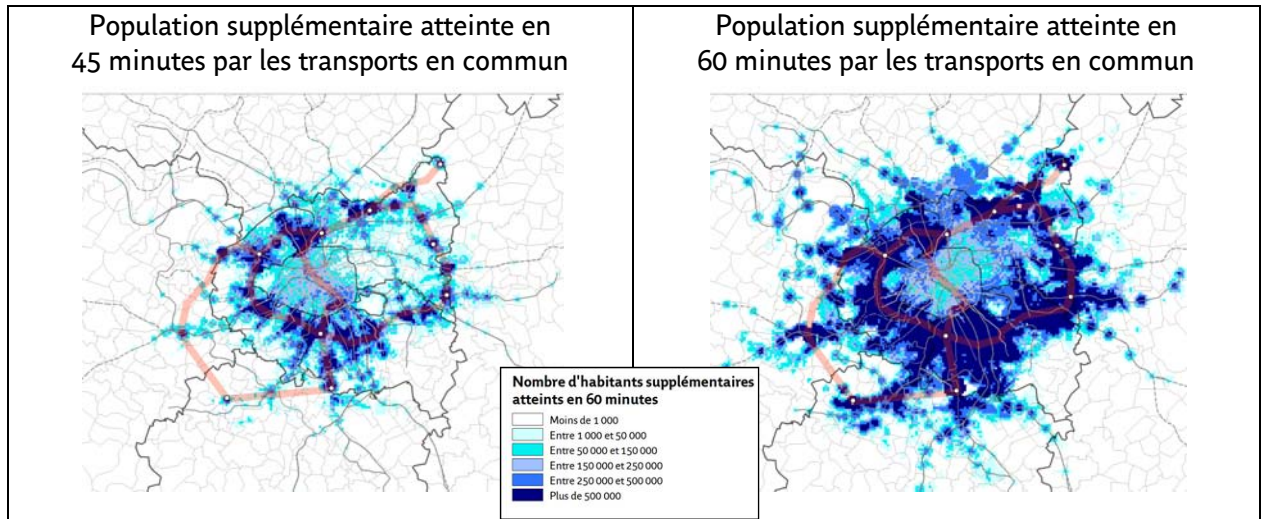 Population supplémentaire atteinte en
45 minutes par les transports en commun
Population supplémentaire atteinte en
60 minutes par les transports en commun
Nombre d'habitants supplémentaires
atteints en 60 minutes
Moins de 1 000
Entre 1 000 et 50 000
Entre 50 000 et 150 000
Entre 150 000 et 250 000
Entre 250 000 et 500 000
Plus de 500 000